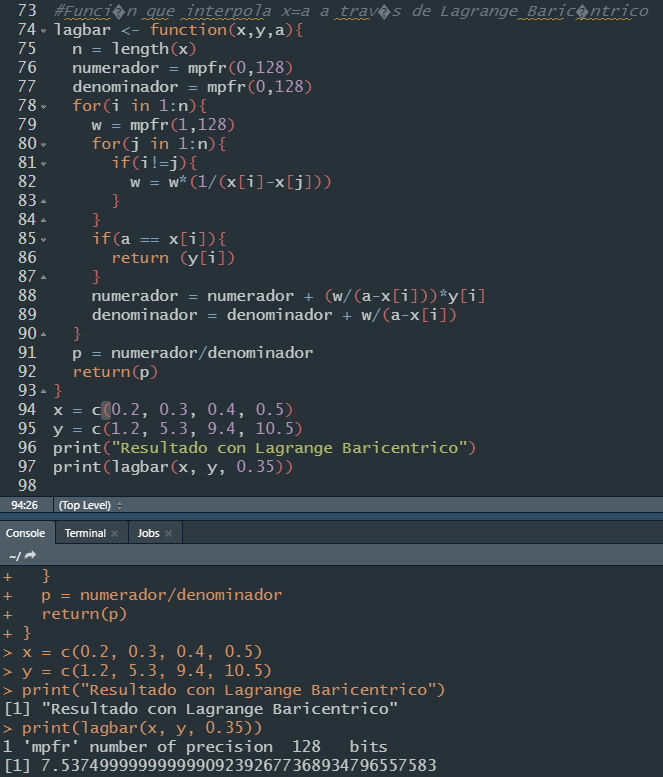 73 #Funci�n que interpola x=a a trav�s de Lagrange Baric�ntrico
74 lagbar <- function(x,y,a){
75 n = length(x)
76 numerador = mpfr(0,128)
77 denominador = mpfr(0,128)
78 for(i in 1:n){
79 w = mpfr(1,128)
80 for(j in 1:n){
81 if(i!=j){
82 w = w*(1/(x[i]-x[j]))
83 }
84 }
85 if(a == x[i]){
86 return (y[i])
87 }
88 numerador = numerador + (w/(a-x[i]))*y[i]
89 denominador = denominador + w/(a-x[i])
90 }
91 p = numerador/denominador
92 return(p)
93 }
94 x = c(0.2, 0.3, 0.4, 0.5)
95 y = c(1.2, 5.3, 9.4, 10.5)
96 print("Resultado con Lagrange Baricentrico")
97 print(lagbar(x, y, 0.35))
98
94:26 (Top Level)
Console Terminal Jobs
~/
+ }
+ p = numerador/denominador
+ return(p)
+ }
> x = c(0.2, 0.3, 0.4, 0.5)
> y = c(1.2, 5.3, 9.4, 10.5)
> print("Resultado con Lagrange Baricentrico")
[1] "Resultado con Lagrange Baricentrico"
> print(lagbar(x, y, 0.35))
1 'mpfr' number of precision 128 bits
[1] 7.537499999999999092392677368934796557583